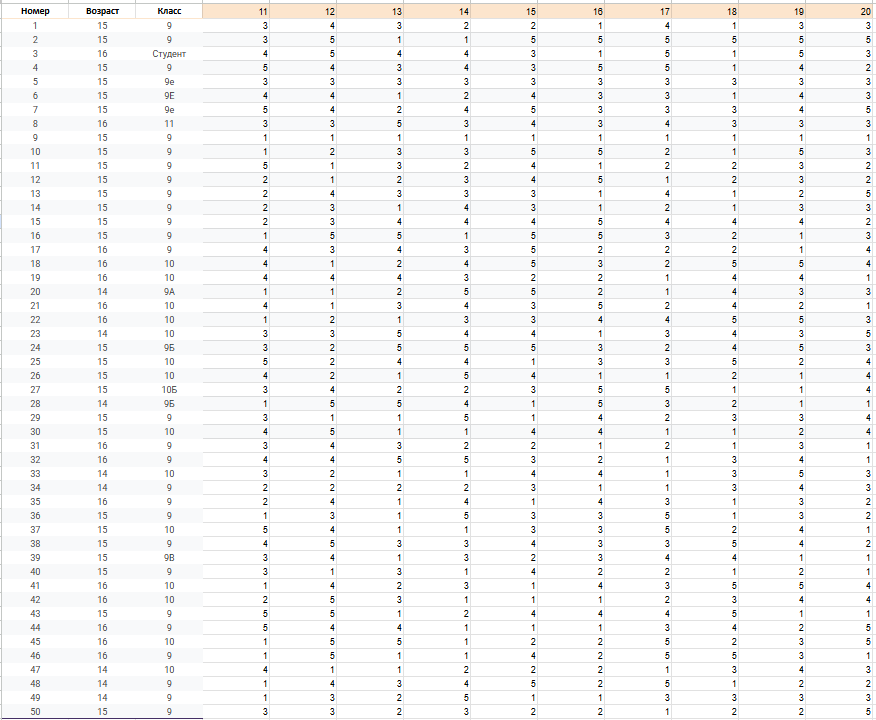 Номер Возраст Класс 11 12 13 14 15 16 17 18 19 20
1 15 9 3 4 3 2 2 1 4 1 3 3
2 15 9 3 5 1 1 5 5 5 5 5 5
3 16 Студент 4 5 4 4 3 1 5 1 5 3
4 15 9 5 4 3 4 3 5 5 1 4 2
5 15 9е 3 3 3 3 3 3 3 3 3 3
6 15 9Е 4 4 1 2 4 3 3 1 4 3
7 15 9е 5 4 2 4 5 3 3 3 4 5
8 16 11 3 3 5 3 4 3 4 3 3 3
9 15 9 1 1 1 1 1 1 1 1 1 1
10 15 9 1 2 3 3 5 5 2 1 5 3
11 15 9 5 1 3 2 4 1 2 2 3 2
12 15 9 2 1 2 3 4 5 1 2 3 2
13 15 9 2 4 3 3 3 1 4 1 2 5
14 15 9 2 3 1 4 3 1 2 1 3 3
15 15 9 2 3 4 4 4 5 4 4 4 2
16 15 9 1 5 5 1 5 5 3 2 1 3
17 16 9 4 3 4 3 5 2 2 2 1 4
18 16 10 4 1 2 4 5 3 2 5 5 4
19 16 10 4 4 4 3 2 2 1 4 4 1
20 14 9А 1 1 2 5 5 2 1 4 3 3
21 16 10 4 1 3 4 3 5 2 4 2 1
22 16 10 1 2 1 3 3 4 4 5 5 3
23 14 10 3 3 5 4 4 1 3 4 3 5
24 15 9Б 3 2 5 5 5 3 2 4 5 3
25 15 10 5 2 4 4 1 3 3 5 2 4
26 15 10 4 2 1 5 4 1 1 2 1 4
27 15 10Б 3 4 2 2 3 5 5 1 1 4
28 14 9Б 1 5 5 4 1 5 3 2 1 1
29 15 9 3 1 1 5 1 4 2 3 3 4
30 15 10 4 5 1 1 4 4 1 1 2 4
31 16 9 3 4 3 2 2 1 2 1 3 1
32 16 9 4 4 5 5 3 2 1 3 4 1
33 14 10 3 2 1 1 4 4 1 3 5 3
34 14 9 2 2 2 2 3 1 1 3 4 3
35 16 9 2 4 1 4 1 4 3 1 3 2
36 15 9 1 3 1 5 3 3 5 1 3 2
37 15 10 5 4 1 1 3 3 5 2 4 1
38 15 9 4 5 3 3 4 3 3 5 4 2
39 15 9В 3 4 1 3 2 3 4 4 1 1
40 15 9 3 1 3 1 4 2 2 1 2 1
41 16 10 1 4 2 3 1 4 3 5 5 4
42 16 10 2 5 3 1 1 1 2 3 4 4
43 15 9 5 5 1 2 4 4 4 5 1 1
44 16 9 5 4 4 1 1 1 3 4 2 5
45 16 10 1 5 5 1 2 2 5 2 3 5
46 16 9 1 5 1 1 4 2 5 5 3 1
47 14 10 4 1 1 2 2 2 1 3 4 3
48 14 9 1 4 3 4 5 2 5 1 2 2
49 14 9 1 3 2 5 1 1 3 3 3 3
50 15 9 3 3 2 3 2 2 1 2 2 5